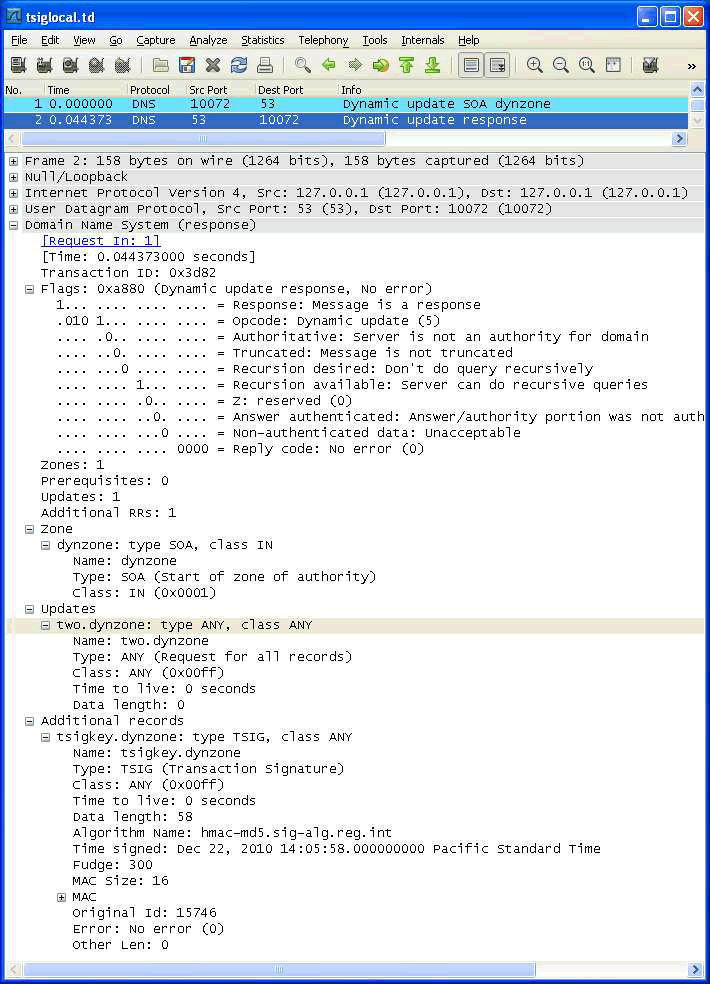 tsiglocal.td
File Edit View Go Capture Analyze Statistics Telephony Tools Internals Help
No. Time Protocol Src Port Dest Port Info
1 0.000000 DNS 10072 53 Dynamic update SOA dynzone
2 0.044373 DNS 53 10072 Dynamic update response
Frame 2: 158 bytes on wire (1264 bits), 158 bytes captured (1264 bits)
Null/Loopback
Internet Protocol Version 4, Src: 127.0.0.1 (127.0.0.1), Dst: 127.0.0.1 (127.0.0.1)
User Datagram Protocol, Src Port: 53 (53), Dst Port: 10072 (10072)
Domain Name System (response)
[Request In: 1]
[Time: 0.044373000 seconds]
Transaction ID: 0x3d82
Flags: 0xa880 (Dynamic update response, No error)
1... .... .... .... = Response: Message is a response
.010 1... .... .... = Opcode: Dynamic update (5)
.... .0.. .... .... = Authoritative: Server is not an authority for domain
.... ..0. .... .... = Truncated: Message is not truncated
.... ...0 .... .... = Recursion desired: Don't do query recursively
.... .... 1... .... = Recursion available: Server can do recursive queries
.... .... .0.. .... = Z: reserved (0)
.... .... ..0. .... = Answer authenticated: Answer/authority portion was not auth
.... .... ...0 .... = Non-authenticated data: Unacceptable
.... .... .... 0000 = Reply code: No error (0)
Zones: 1
Prerequisites: 0
Updates: 1
Additional RRs: 1
Zone
dynzone: type SOA, class IN
Name: dynzone
Type: SOA (Start of zone of authority)
Class: IN (0x0001)
Updates
two.dynzone: type ANY, class ANY
Name: two.dynzone
Type: ANY (Request for all records)
Class: ANY (0x00ff)
Time to live: 0 seconds
Data length: 0
Additional records
tsigkey.dynzone: type TSIG, class ANY
Name: tsigkey.dynzone
Type: TSIG (Transaction Signature)
Class: ANY (0x00ff)
Time to live: 0 seconds
Data length: 58
Algorithm Name: hmac-md5.sig-alg.reg.int
Time signed: Dec 22, 2010 14:05:58.000000000 Pacific Standard Time
Fudge: 300
MAC Size: 16
MAC
Original Id: 15746
Error: No error (0)
Other Len: 0